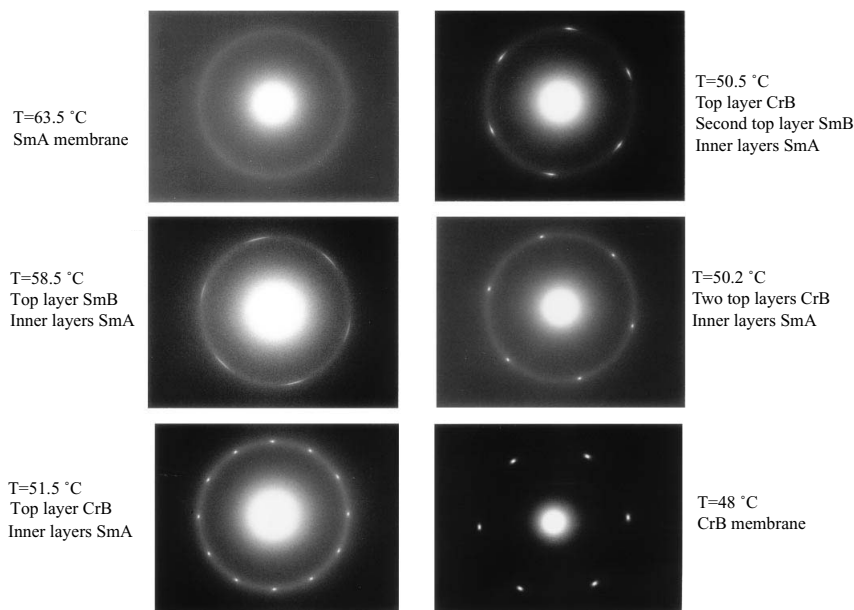 T=63.5 ˚C
SmA membrane
T=58.5 ˚C
Top layer SmB
Inner layers SmA
T=51.5 ˚C
Top layer CrB
Inner layers SmA
T=50.5 ˚C
Top layer CrB
Second top layer SmB
Inner layers SmA
T=50.2 ˚C
Two top layers CrB
Inner layers SmA
T=48 ˚C
CrB membrane